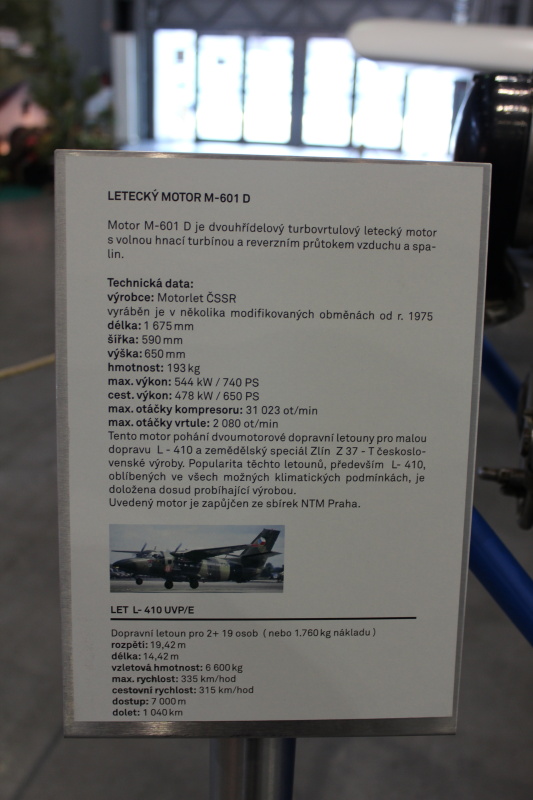 LETECKÝ MOTOR M-601 D
Motor M-601 D je dvouhřídelový turbovrtulový letecký motor
s volnou hnací turbínou a reverzním průtokem vzduchu a spa-
lin.
Technická data:
výrobce: Motorlet ČSSR
vyráběn je v několika modifikovaných obměnách od r. 1975
délka: 1 675 mm
šířka: 590 mm
výška: 650 mm
hmotnost: 193 kg
max. výkon: 544 kW / 740 PS
cest. výkon: 478 kW / 650 PS
max. otáčky kompresoru: 31 023 ot/min
max. otáčky vrtule: 2 080 ot/min
Tento motor pohání dvoumotorové dopravní letouny pro malou
dopravu L - 410 a zemědělský speciál Zlín Z 37 - T českoslo-
venské výroby. Popularita těchto letounů, především L- 410,
oblíbených ve všech možných klimatických podmínkách, je
doložena dosud probíhající výrobou.
Uvedený motor je zapůjčen ze sbírek NTM Praha.
LET L- 410 UVP/E
Dopravní letoun pro 2+ 19 osob ( nebo 1.760 kg nákladu )
rozpětí: 19,42 m
délka: 14,42 m
vzletová hmotnost: 6 600 kg
max. rychlost: 335 km/hod
cestovní rychlost: 315 km/hod
dostup: 7 000 m
dolet: 1 040 km